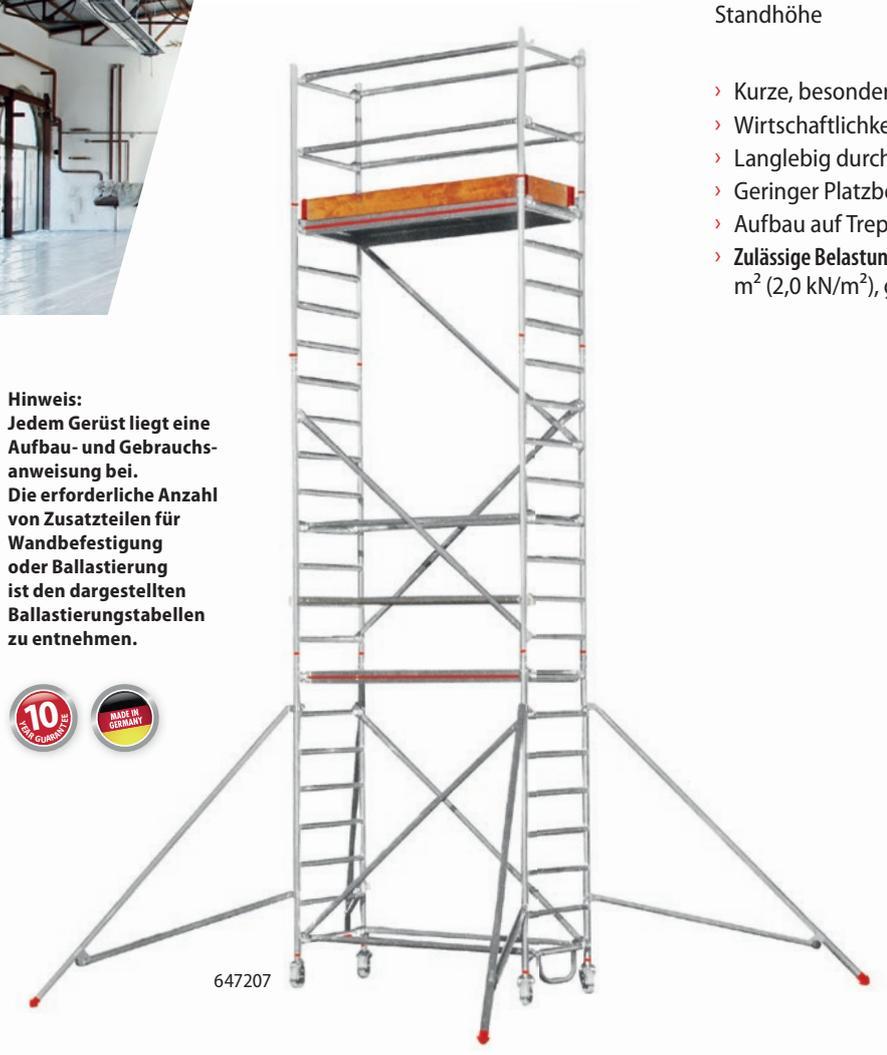 Standhöhe
› Kurze, besonder
› Wirtschaftlichke
› Langlebig durch
› Geringer Platzbe
› Aufbau auf Trep
› Zulässige Belastun
m² (2,0 kN/m²), g
Hinweis:
Jedem Gerüst liegt eine
Aufbau- und Gebrauchs-
anweisung bei.
Die erforderliche Anzahl
von Zusatzteilen für
Wandbefestigung
oder Ballastierung
ist den dargestellten
Ballastierungstabellen
zu entnehmen.
10
YEAR GUARANTEE
MADE IN
GERMANY
647207